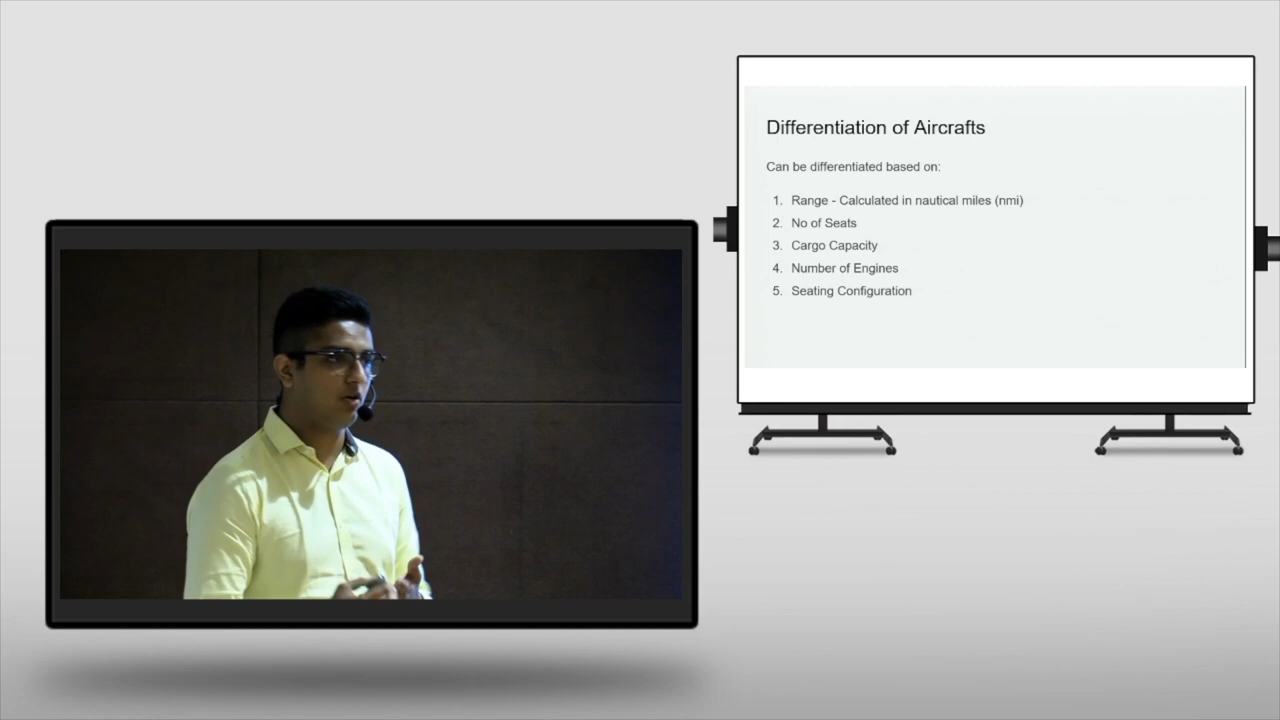 Differentiation of Aircrafts
Can be differentiated based on:
1. Range - Calculated in nautical miles (nmi)
2. No of Seats
3. Cargo Capacity
4. Number of Engines
5. Seating Configuration